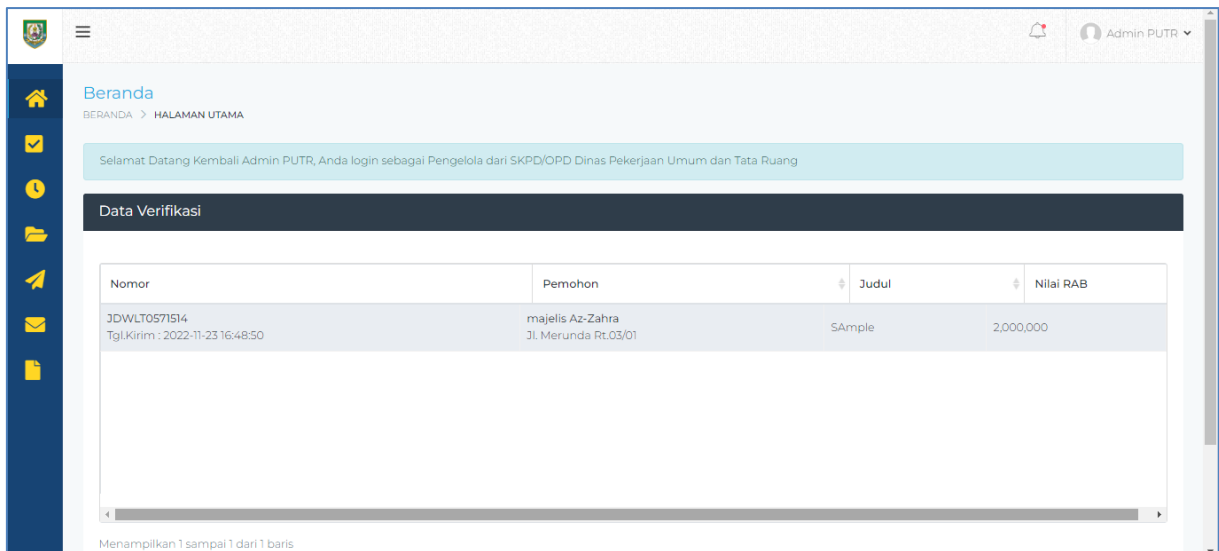 Admin PUTR
Beranda
BERANDA > HALAMAN UTAMA
Selamat Datang Kembali Admin PUTR, Anda login sebagai Pengelola dari SKPD/OPD Dinas Pekerjaan Umum dan Tata Ruang
Data Verifikasi
Nomor Pemohon Judul Nilai RAB
JDWLT0571514 majelis Az-Zahra SAmple 2,000,000
Tgl.Kirim : 2022-11-23 16:48:50 Jl. Merunda Rt.03/01
Menampilkan 1 sampai 1 dari 1 baris